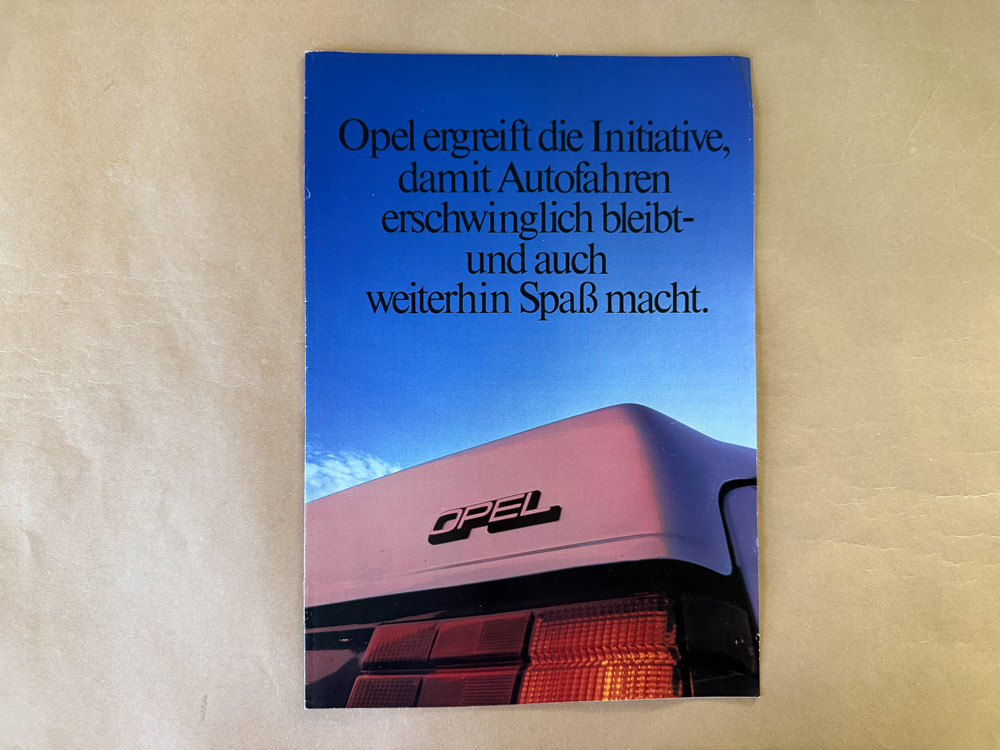 Opel ergreift die Initiative,
damit Autofahren
erschwinglich bleibt-
und auch
weiterhin Spaß macht.
OPEL